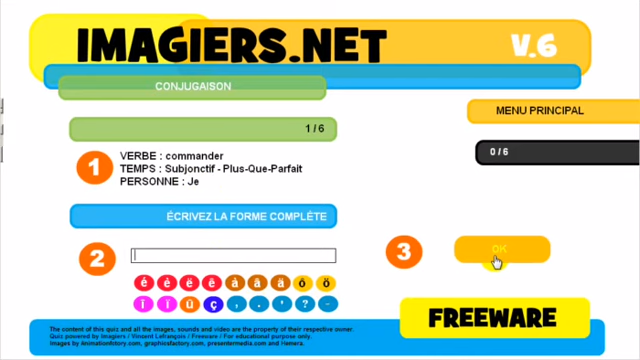 IMAGIERS.NET
V.6
CONJUGAISON
MENU PRINCIPAL
1 / 6
0 / 6
1
VERBE : commander
TEMPS : Subjonctif - Plus-Que-Parfait
PERSONNE : Je
ÉCRIVEZ LA FORME COMPLÈTE
2
3
OK
é è ê ë à â ä ô ö
î ï û ç , . ' ? -
FREEWARE
The content of this quiz and all the images, sounds and video are the property of their respective owner.
Quiz powered by Imagiers / Vincent Lefrançois / Freeware / For educational purpose only.
Images by Animationfactory.com, graphicsfactory.com, presentermedia.com and Hemera.